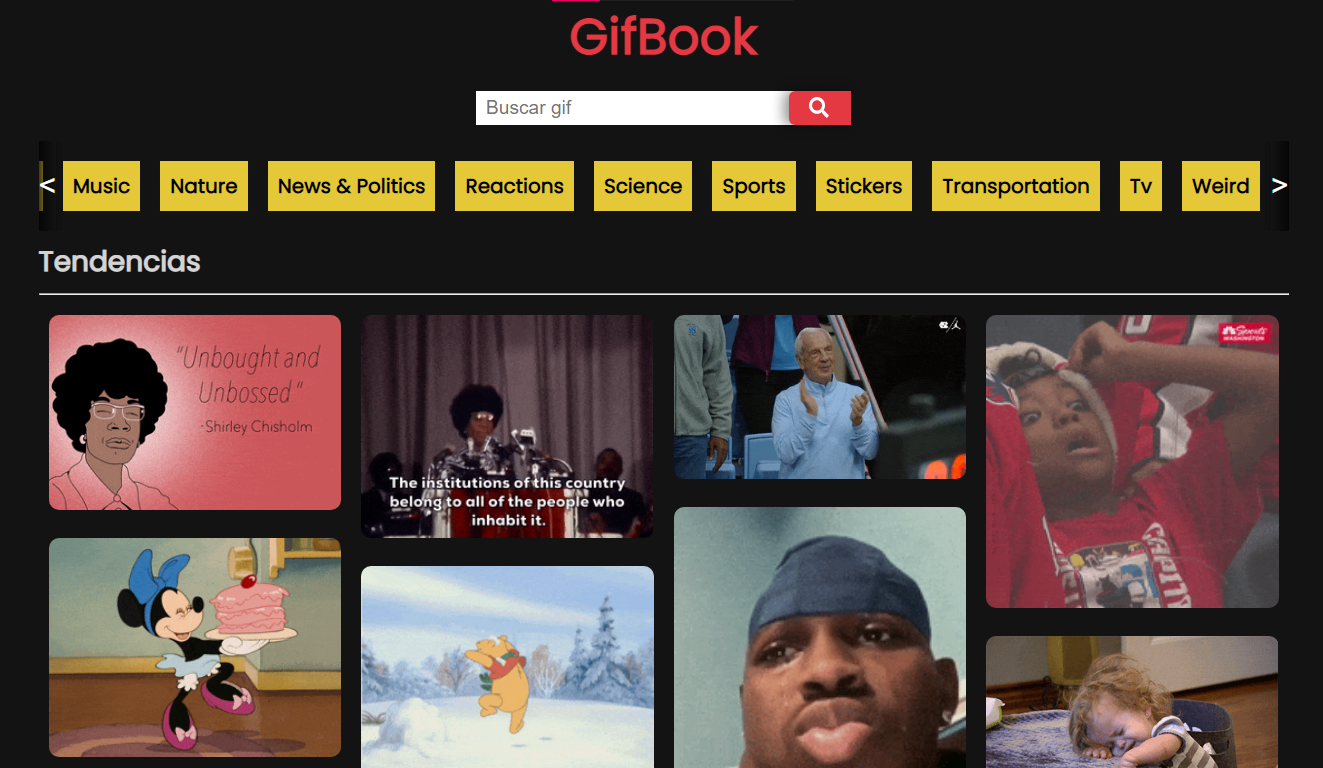 GifBook
Buscar gif
< Music Nature News & Politics Reactions Science Sports Stickers Transportation Tv Weird >
Tendencias
"Unbought and
Unbossed"
-Shirley Chisholm
The institutions of this country
belong to all of the people who
inhabit it.
Sports
WASHINGTON
CAPITALS